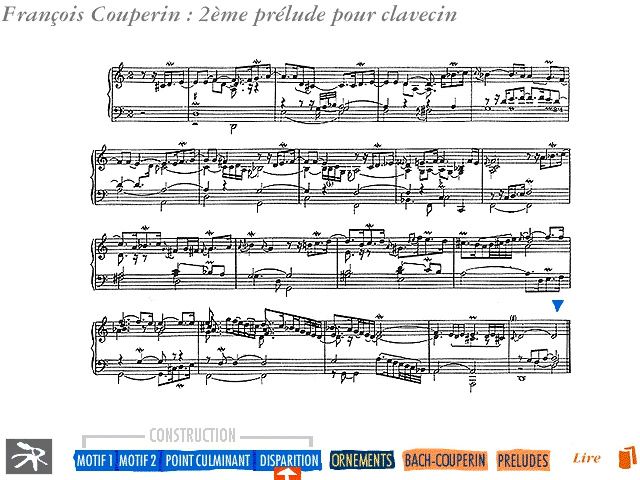 François Couperin : 2ème prélude pour clavecin
CONSTRUCTION
MOTIF 1 MOTIF 2 POINT CULMINANT DISPARITION ORNEMENTS BACH-COUPERIN PRELUDES Lire